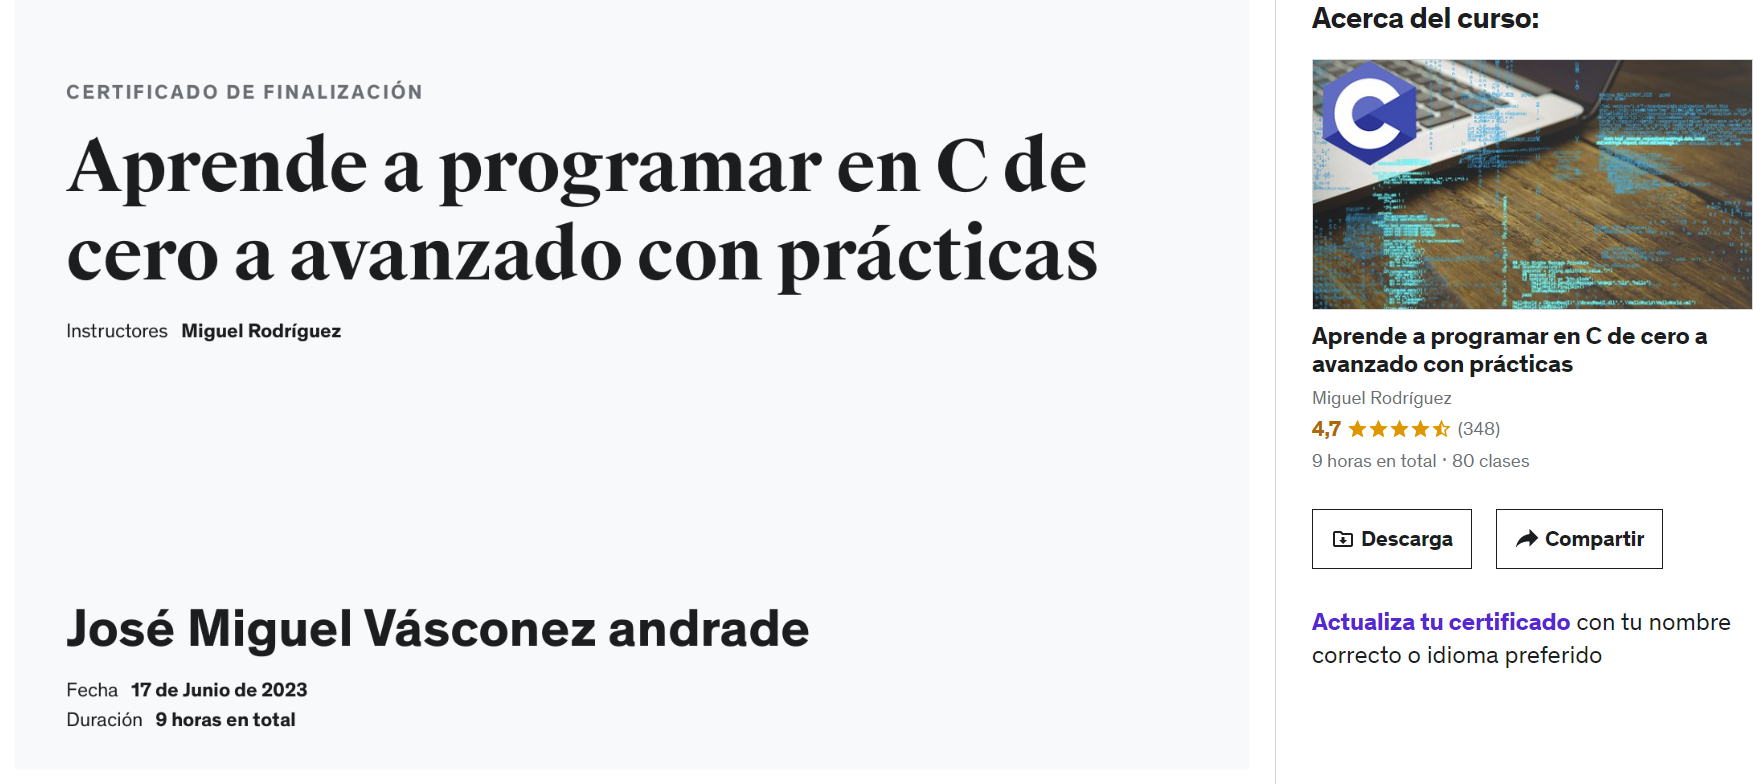 CERTIFICADO DE FINALIZACIÓN
Aprende a programar en C de
cero a avanzado con prácticas
Instructores Miguel Rodríguez
José Miguel Vásconez andrade
Fecha 17 de Junio de 2023
Duración 9 horas en total
Acerca del curso:
C
Aprende a programar en C de cero a
avanzado con prácticas
Miguel Rodríguez
4,7 (348)
9 horas en total · 80 clases
Descarga
Compartir
Actualiza tu certificado con tu nombre
correcto o idioma preferido